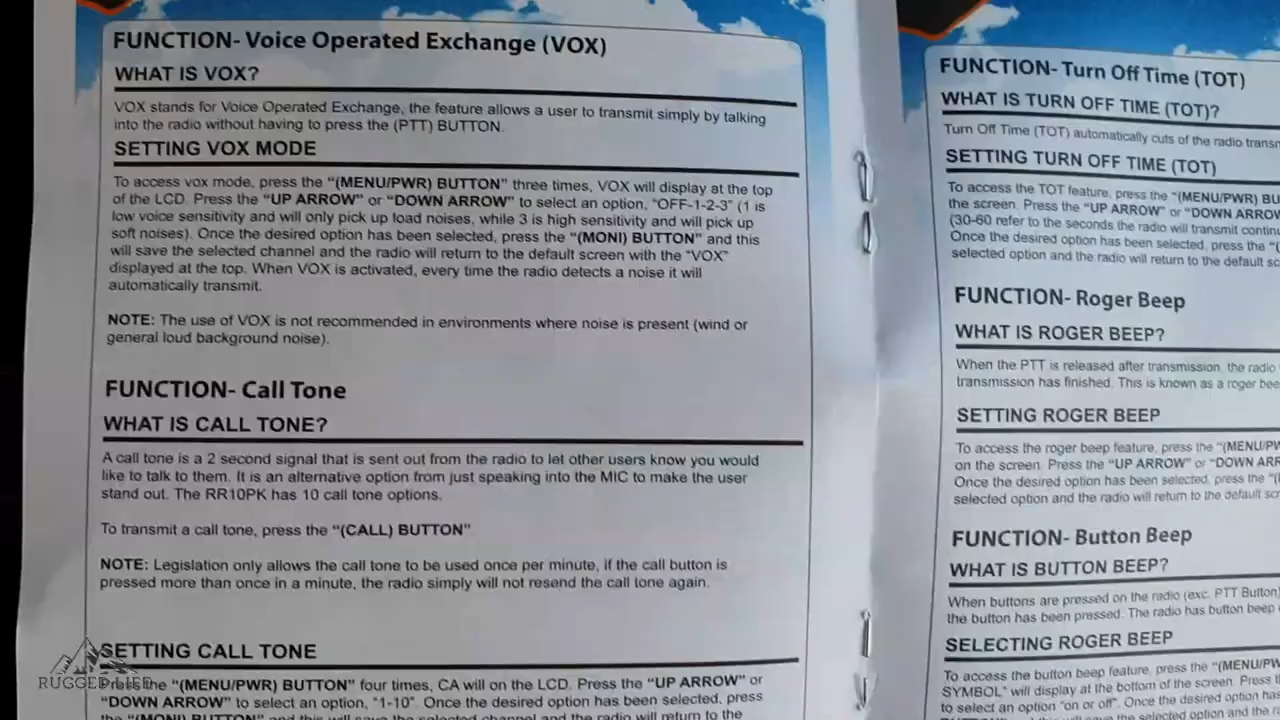 FUNCTION- Voice Operated Exchange (VOX)
WHAT IS VOX?
VOX stands for Voice Operated Exchange, the feature allows a user to transmit simply by talking
into the radio without having to press the (PTT) BUTTON.
SETTING VOX MODE
To access vox mode, press the "(MENU/PWR) BUTTON" three times, VOX will display at the top
of the LCD. Press the "UP ARROW" or "DOWN ARROW" to select an option, "OFF-1-2-3" (1 is
low voice sensitivity and will only pick up load noises, while 3 is high sensitivity and will pick up
soft noises). Once the desired option has been selected, press the "(MONI) BUTTON" and this
will save the selected channel and the radio will return to the default screen with the "VOX"
displayed at the top. When VOX is activated, every time the radio detects a noise it will
automatically transmit.
NOTE: The use of VOX is not recommended in environments where noise is present (wind or
general loud background noise).
FUNCTION- Call Tone
WHAT IS CALL TONE?
A call tone is a 2 second signal that is sent out from the radio to let other users know you would
like to talk to them. It is an alternative option from just speaking into the MIC to make the user
stand out. The RR10PK has 10 call tone options.
To transmit a call tone, press the "(CALL) BUTTON"
NOTE: Legislation only allows the call tone to be used once per minute, if the call button is
pressed more than once in a minute, the radio simply will not resend the call tone again.
SETTING CALL TONE
Press the "(MENU/PWR) BUTTON" four times, CA will on the LCD. Press the "UP ARROW" or
"DOWN ARROW" to select an option, "1-10". Once the desired option has been selected, press
the "(MONI) BUTTON" and this will save the selected channel and the radio will return to the
RUGGED LIFE
FUNCTION- Turn Off Time (TOT)
WHAT IS TURN OFF TIME (TOT)?
Turn Off Time (TOT) automatically cuts of the radio transm
SETTING TURN OFF TIME (TOT)
To access the TOT feature, press the "(MENU/PWR) BU
the screen. Press the "UP ARROW" or "DOWN ARROW
(30-60 refer to the seconds the radio will transmit continu
Once the desired option has been selected, press the "(
selected option and the radio will return to the default sc
FUNCTION- Roger Beep
WHAT IS ROGER BEEP?
When the PTT is released after transmission, the radio
transmission has finished. This is known as a roger bee
SETTING ROGER BEEP
To access the roger beep feature, press the "(MENU/P
on the screen. Press the "UP ARROW" or "DOWN ARR
Once the desired option has been selected, press the "(
selected option and the radio will return to the default sc
FUNCTION- Button Beep
WHAT IS BUTTON BEEP?
When buttons are pressed on the radio (exc. PTT Button)
the button has been pressed. The radio has button beep
SELECTING ROGER BEEP
To access the button beep feature, press the "(MENU/PW
SYMBOL" will display at the bottom of the screen. Press t
to select an option "on or off". Once the desired option has